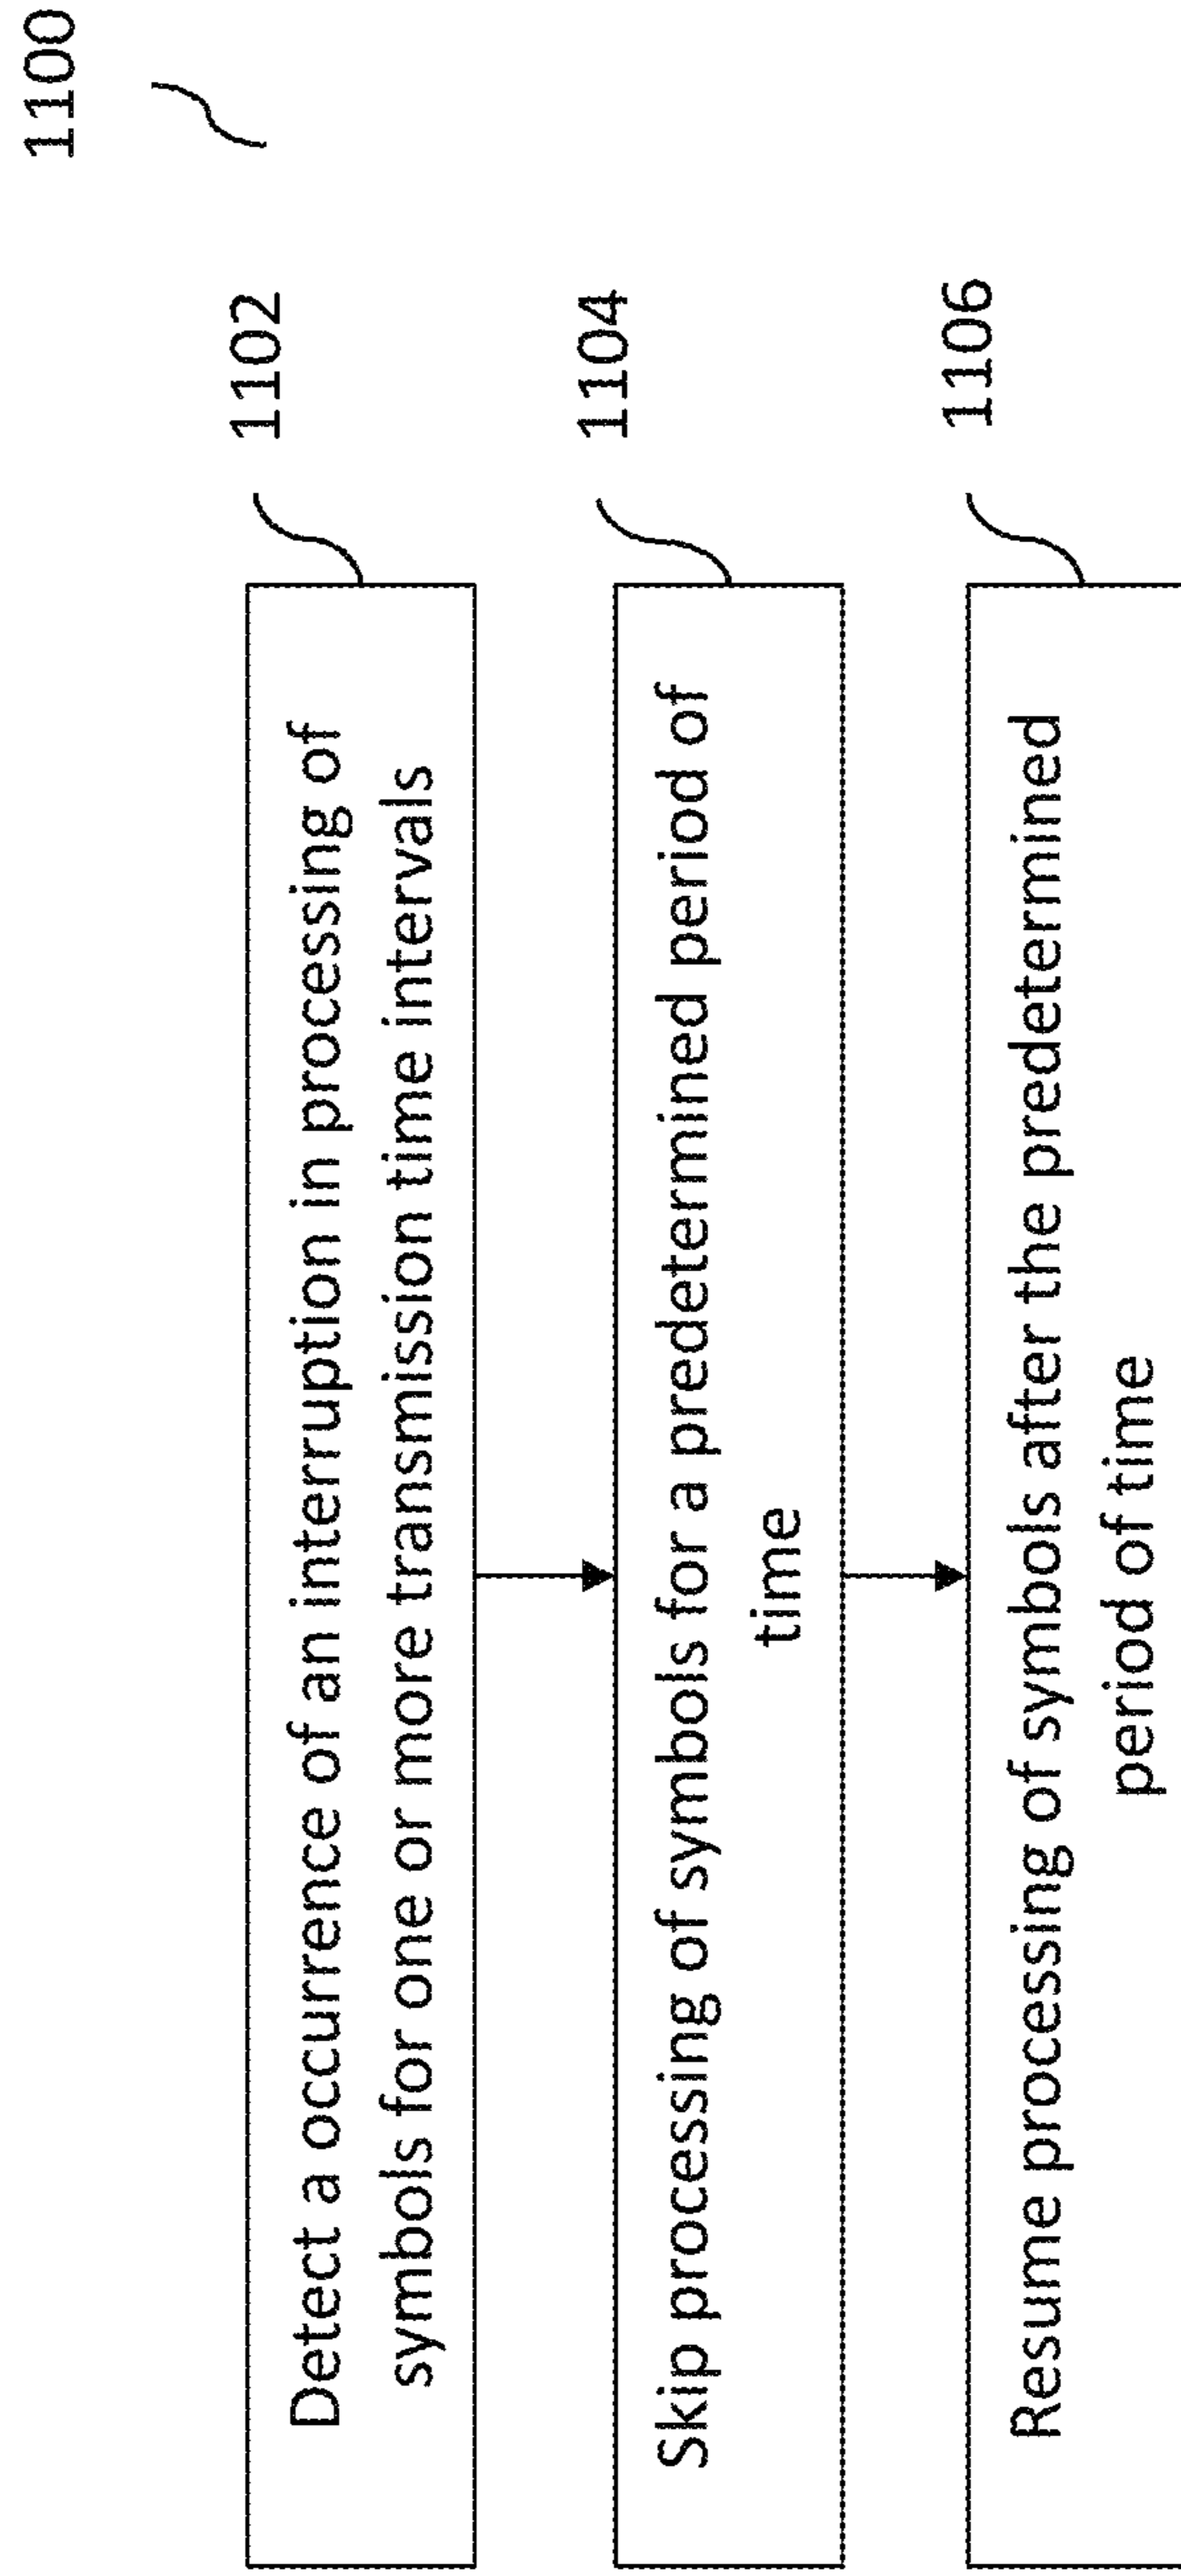 1100
1102
Detect a occurrence of an interruption in processing of
symbols for one or more transmission time intervals
1104
Skip processing of symbols for a predetermined period of
time
1106
Resume processing of symbols after the predetermined
period of time